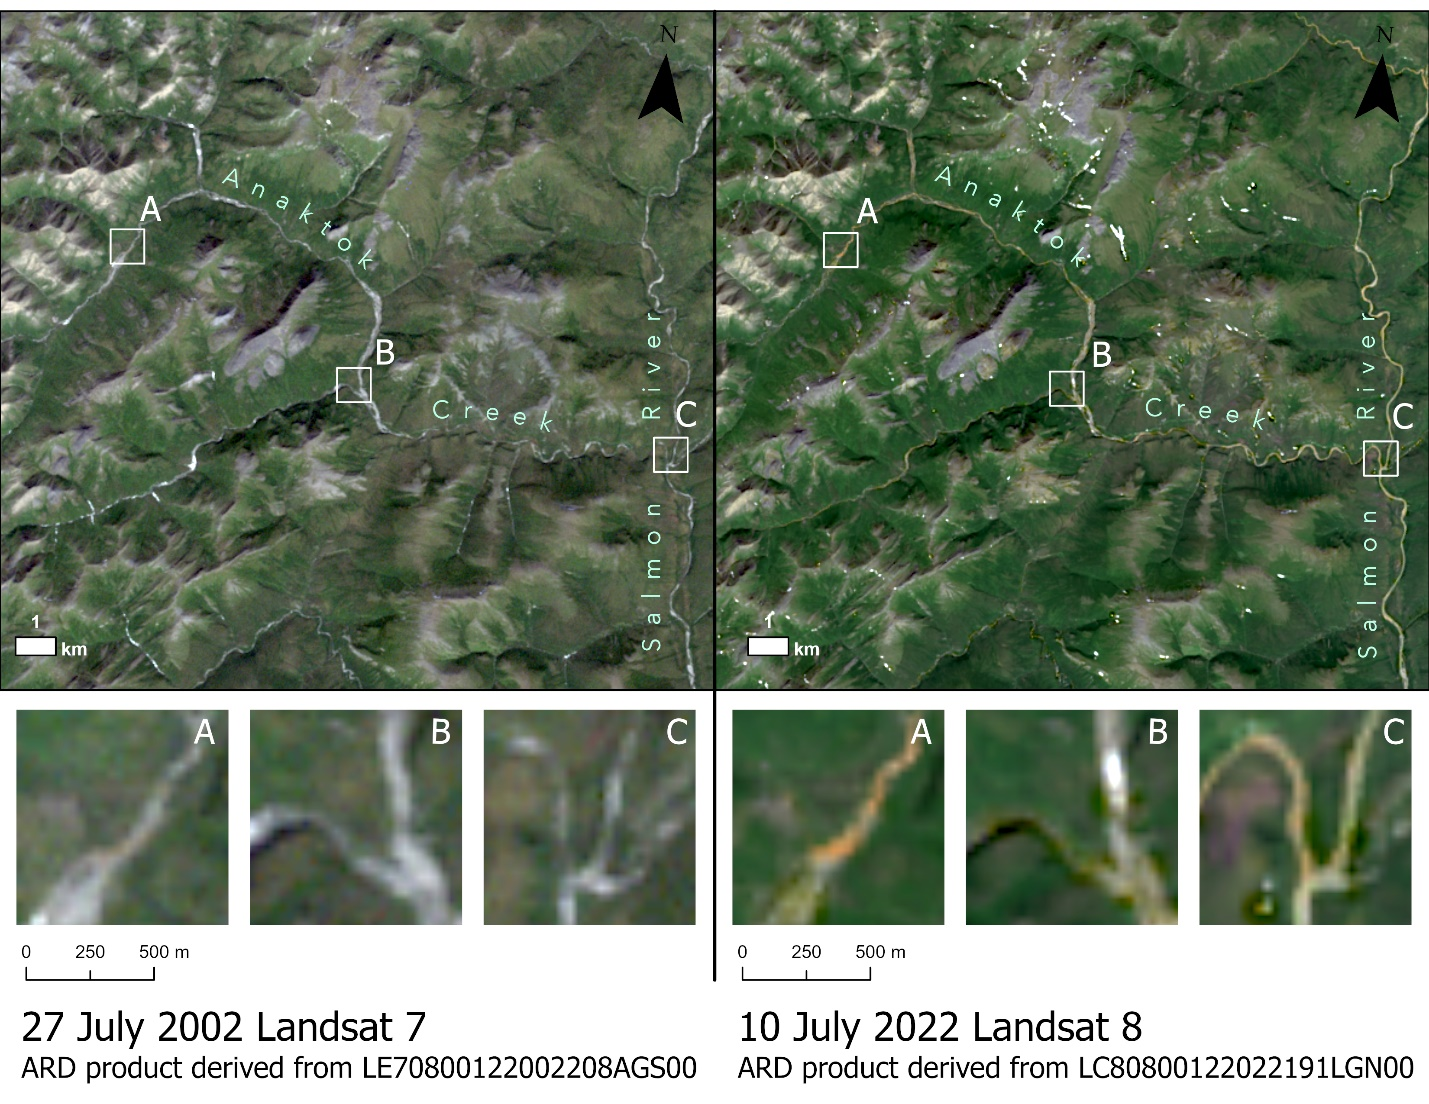 N
N
A
A
Anaktok
Anaktok
B
B
Creek
Creek
C
C
Salmon River
Salmon River
1
km
1
km
A
B
C
A
B
C
0 250 500 m
0 250 500 m
27 July 2002 Landsat 7
ARD product derived from LE70800122002208AGS00
10 July 2022 Landsat 8
ARD product derived from LC80800122022191LGN00